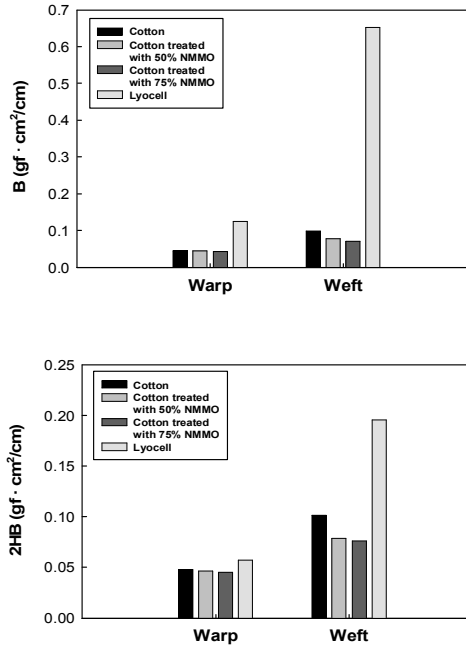 0.7
0.6
0.5
0.4
0.3
0.2
0.1
0.0
B (gf · cm²/cm)
Cotton
Cotton treated
with 50% NMMO
Cotton treated
with 75% NMMO
Lyocell
Warp Weft
0.25
0.20
0.15
0.10
0.05
0.00
2HB (gf · cm²/cm)
Cotton
Cotton treated
with 50% NMMO
Cotton treated
with 75% NMMO
Lyocell
Warp Weft